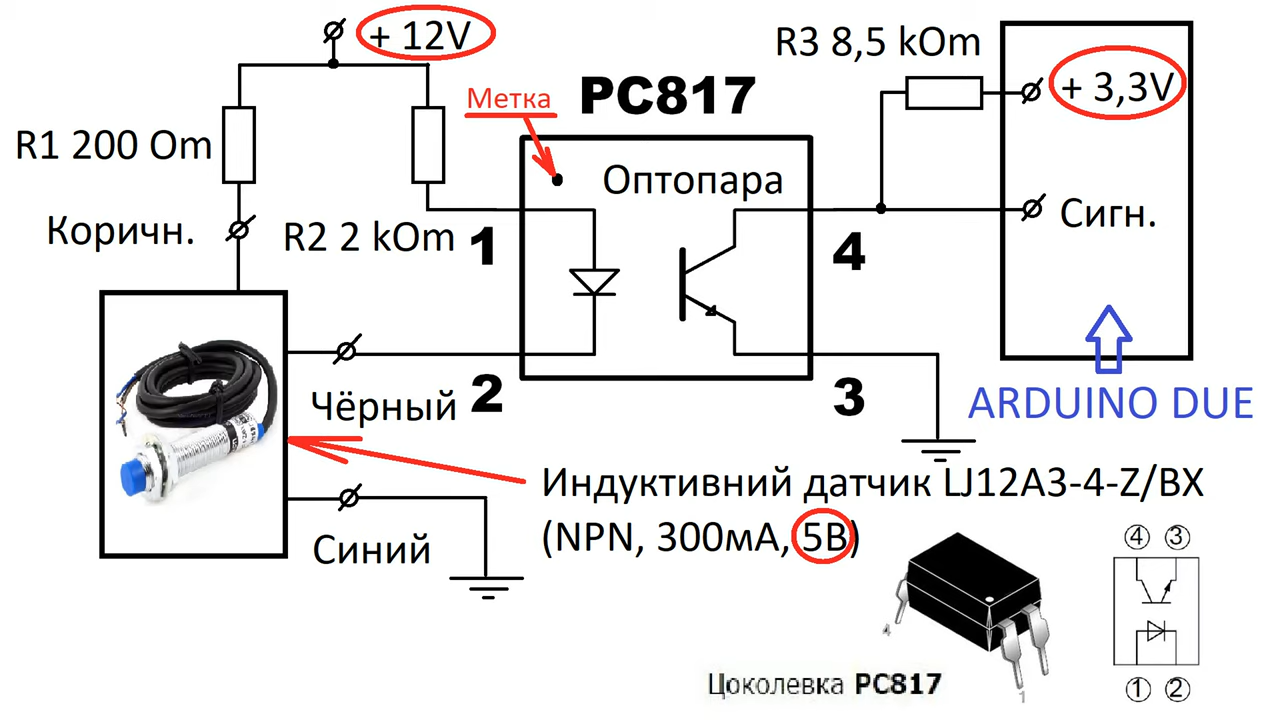 + 12V
R3 8,5 kOm
Метка
PC817
+ 3,3V
R1 200 Om
Оптопара
Коричн.
R2 2 kOm
1
4
Сигн.
Чёрный
2
3
ARDUINO DUE
Индуктивний датчик LJ12A3-4-Z/BX
(NPN, 300мА, 5В)
Синий
4
3
4
1
1
2
Цоколевка PC817